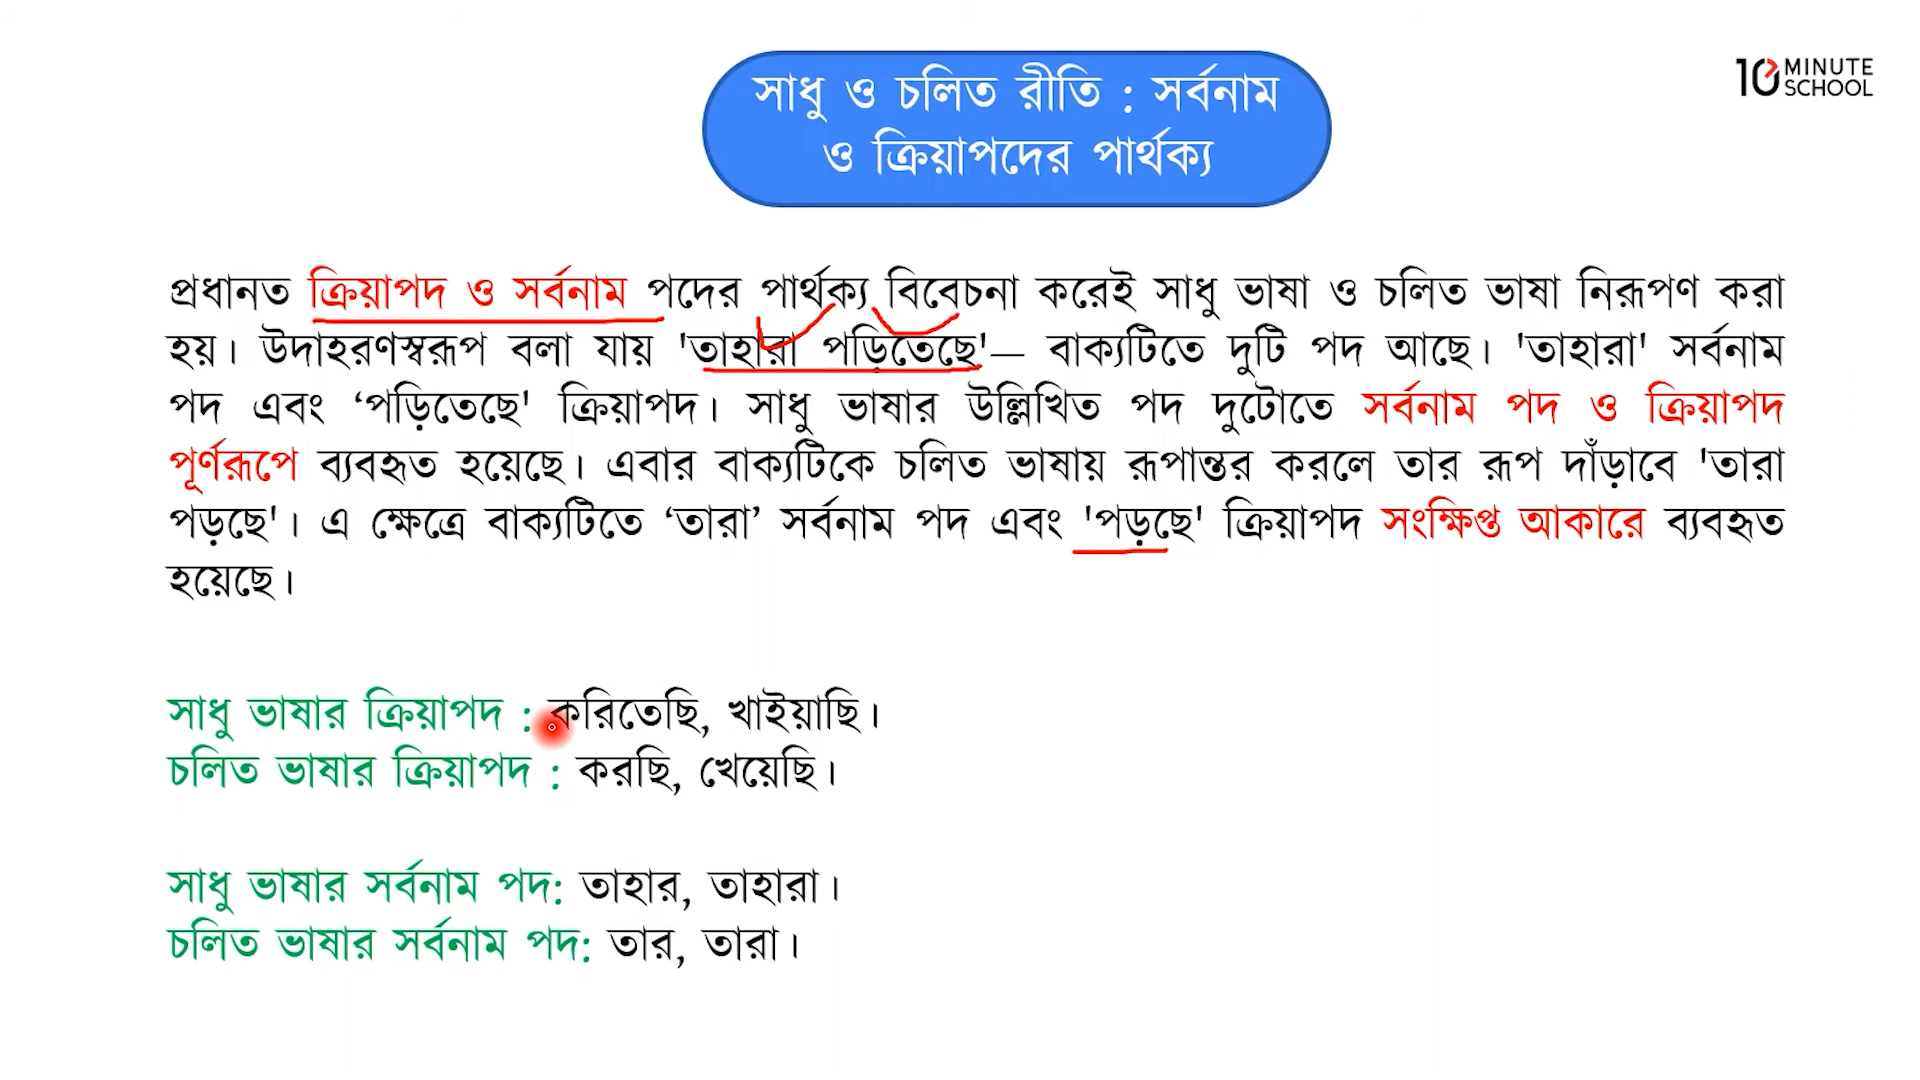 সাধু ও চলিত রীতি : সর্বনাম
ও ক্রিয়াপদের পার্থক্য
10 MINUTE
SCHOOL
প্রধানত ক্রিয়াপদ ও সর্বনাম পদের পার্থক্য বিবেচনা করেই সাধু ভাষা ও চলিত ভাষা নিরূপণ করা
হয়। উদাহরণস্বরূপ বলা যায় 'তাহারা পড়িতেছে'— বাক্যটিতে দুটি পদ আছে। 'তাহারা' সর্বনাম
পদ এবং ‘পড়িতেছে' ক্রিয়াপদ। সাধু ভাষার উল্লিখিত পদ দুটোতে সর্বনাম পদ ও ক্রিয়াপদ
পূর্ণরূপে ব্যবহৃত হয়েছে। এবার বাক্যটিকে চলিত ভাষায় রূপান্তর করলে তার রূপ দাঁড়াবে 'তারা
পড়ছে'। এ ক্ষেত্রে বাক্যটিতে ‘তারা’ সর্বনাম পদ এবং 'পড়ছে' ক্রিয়াপদ সংক্ষিপ্ত আকারে ব্যবহৃত
হয়েছে।
সাধু ভাষার ক্রিয়াপদ : করিতেছি, খাইয়াছি।
চলিত ভাষার ক্রিয়াপদ : করছি, খেয়েছি।
সাধু ভাষার সর্বনাম পদ: তাহার, তাহারা।
চলিত ভাষার সর্বনাম পদ: তার, তারা।